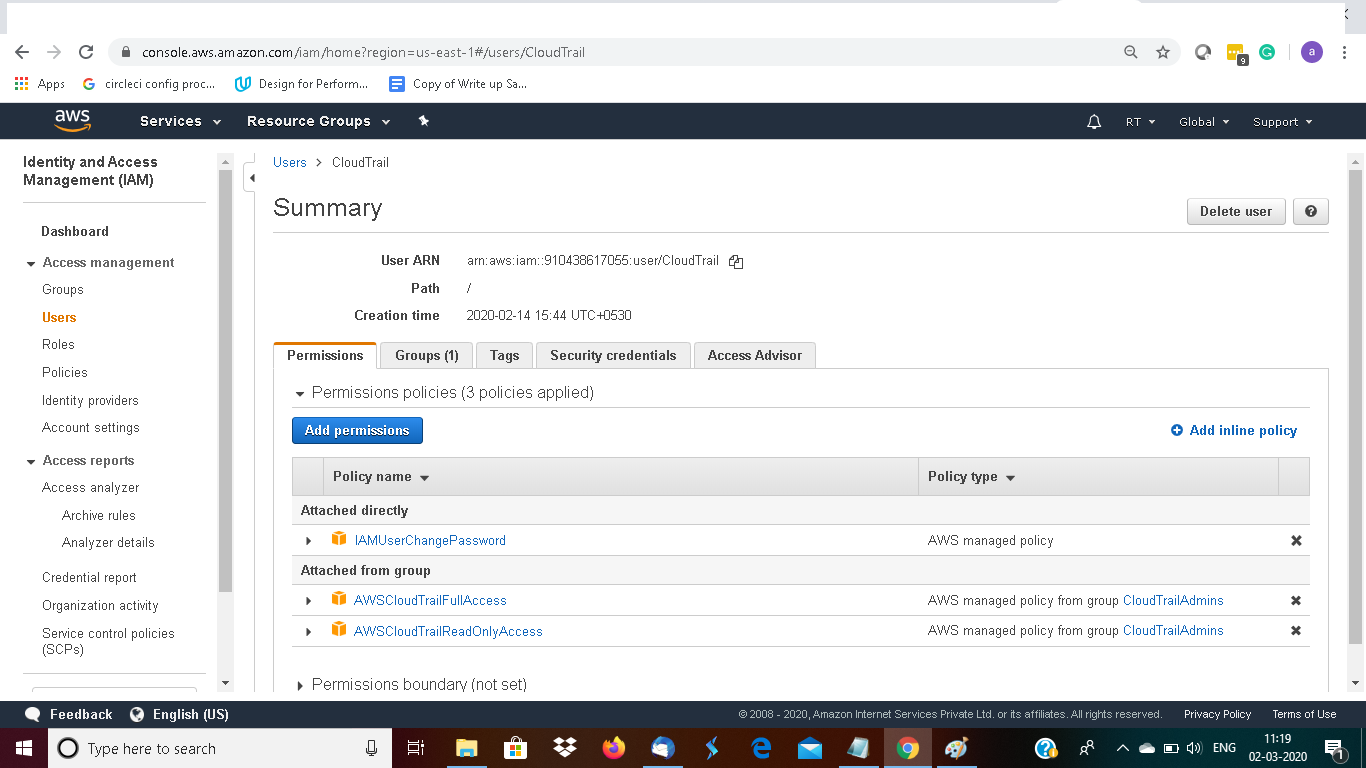 console.aws.amazon.com/iam/home?region=us-east-1#/users/CloudTrail
9
a
Apps
circleci config proc...
Design for Perform...
Copy of Write up Sa...
aws
Services
Resource Groups
RT
Global
Support
Identity and Access
Management (IAM)
Dashboard
Access management
Groups
Users
Roles
Policies
Identity providers
Account settings
Access reports
Access analyzer
Archive rules
Analyzer details
Credential report
Organization activity
Service control policies
(SCPs)
Users > CloudTrail
Summary
Delete user
User ARN arn:aws:iam::910438617055:user/CloudTrail
Path /
Creation time 2020-02-14 15:44 UTC+0530
Permissions Groups (1) Tags Security credentials Access Advisor
Permissions policies (3 policies applied)
Add permissions
Add inline policy
Policy name Policy type
Attached directly
IAMUserChangePassword AWS managed policy
Attached from group
AWSCloudTrailFullAccess AWS managed policy from group CloudTrailAdmins
AWSCloudTrailReadOnlyAccess AWS managed policy from group CloudTrailAdmins
Permissions boundary (not set)
Feedback English (US)
© 2008 - 2020, Amazon Internet Services Private Ltd. or its affiliates. All rights reserved. Privacy Policy Terms of Use
Type here to search
ENG
11:19
02-03-2020
1